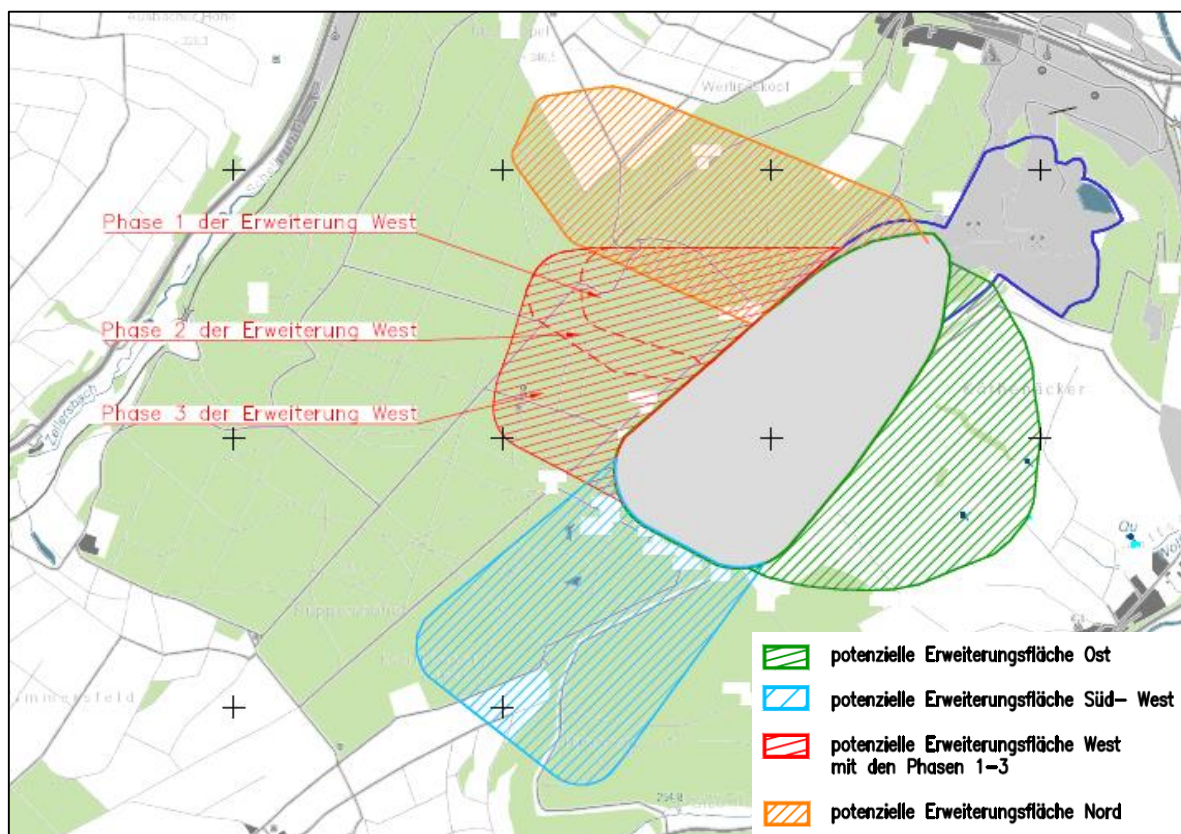 Phase 1 der Erweiterung West
Phase 2 der Erweiterung West
Phase 3 der Erweiterung West
Zellersbach
Qu
potenzielle Erweiterungsfläche Ost
potenzielle Erweiterungsfläche Süd- West
potenzielle Erweiterungsfläche West
mit den Phasen 1-3
potenzielle Erweiterungsfläche Nord